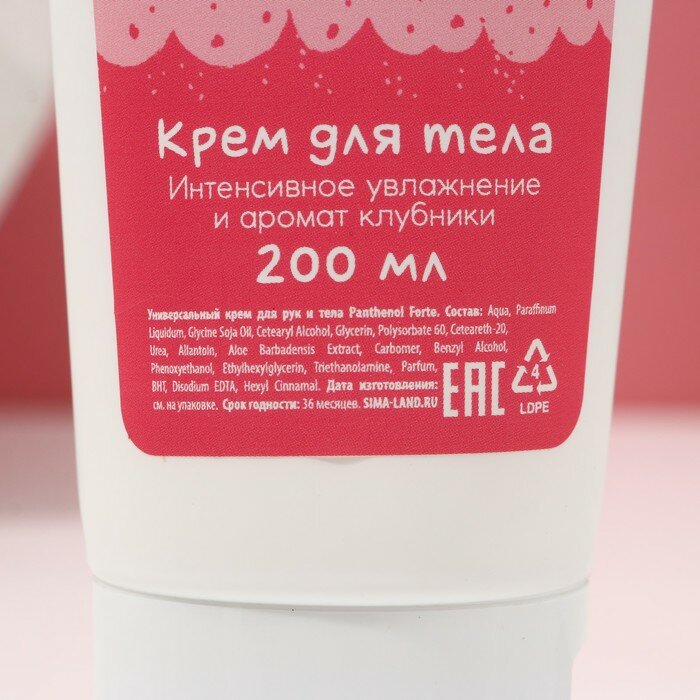 Крем для тела
Интенсивное увлажнение
и аромат клубники
200 мл
Универсальный крем для рук и тела Panthenol Forte. Состав: Aqua, Paraffinum
Liquidum, Glycine Soja Oil, Cetearyl Alcohol, Glycerin, Polysorbate 60, Ceteareth-20,
Urea, Allantoin, Aloe Barbadensis Extract, Carbomer, Benzyl Alcohol,
Phenoxyethanol, Ethylhexylglycerin, Triethanolamine, Parfum,
BHT, Disodium EDTA, Hexyl Cinnamal. Дата изготовления:
см. на упаковке. Срок годности: 36 месяцев. SIMA-LAND.RU
EAC
4
LDPE